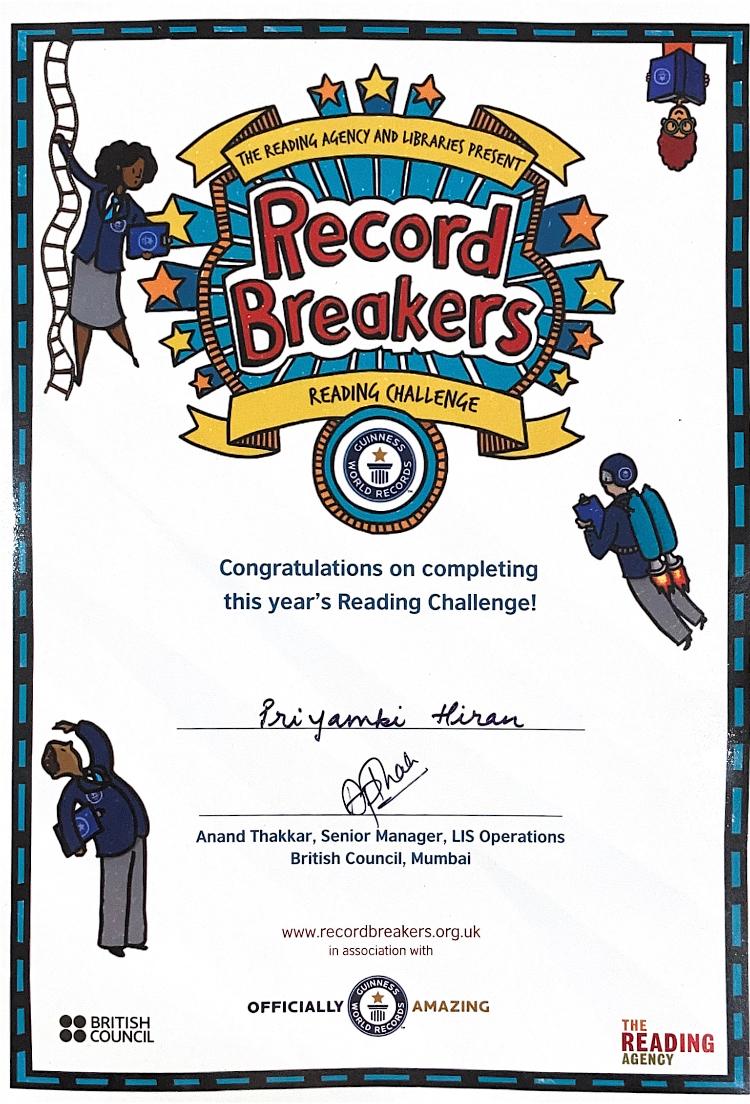 THE READING AGENCY AND LIBRARIES PRESENT
Record
Breakers
READING CHALLENGE
GUINNESS
WORLD RECORDS
Congratulations on completing
this year's Reading Challenge!
Priyamki Hiran
Anand Thakkar, Senior Manager, LIS Operations
British Council, Mumbai
www.recordbreakers.org.uk
in association with
OFFICIALLY GUINNESS WORLD RECORDS AMAZING
BRITISH
COUNCIL
THE
READING
AGENCY